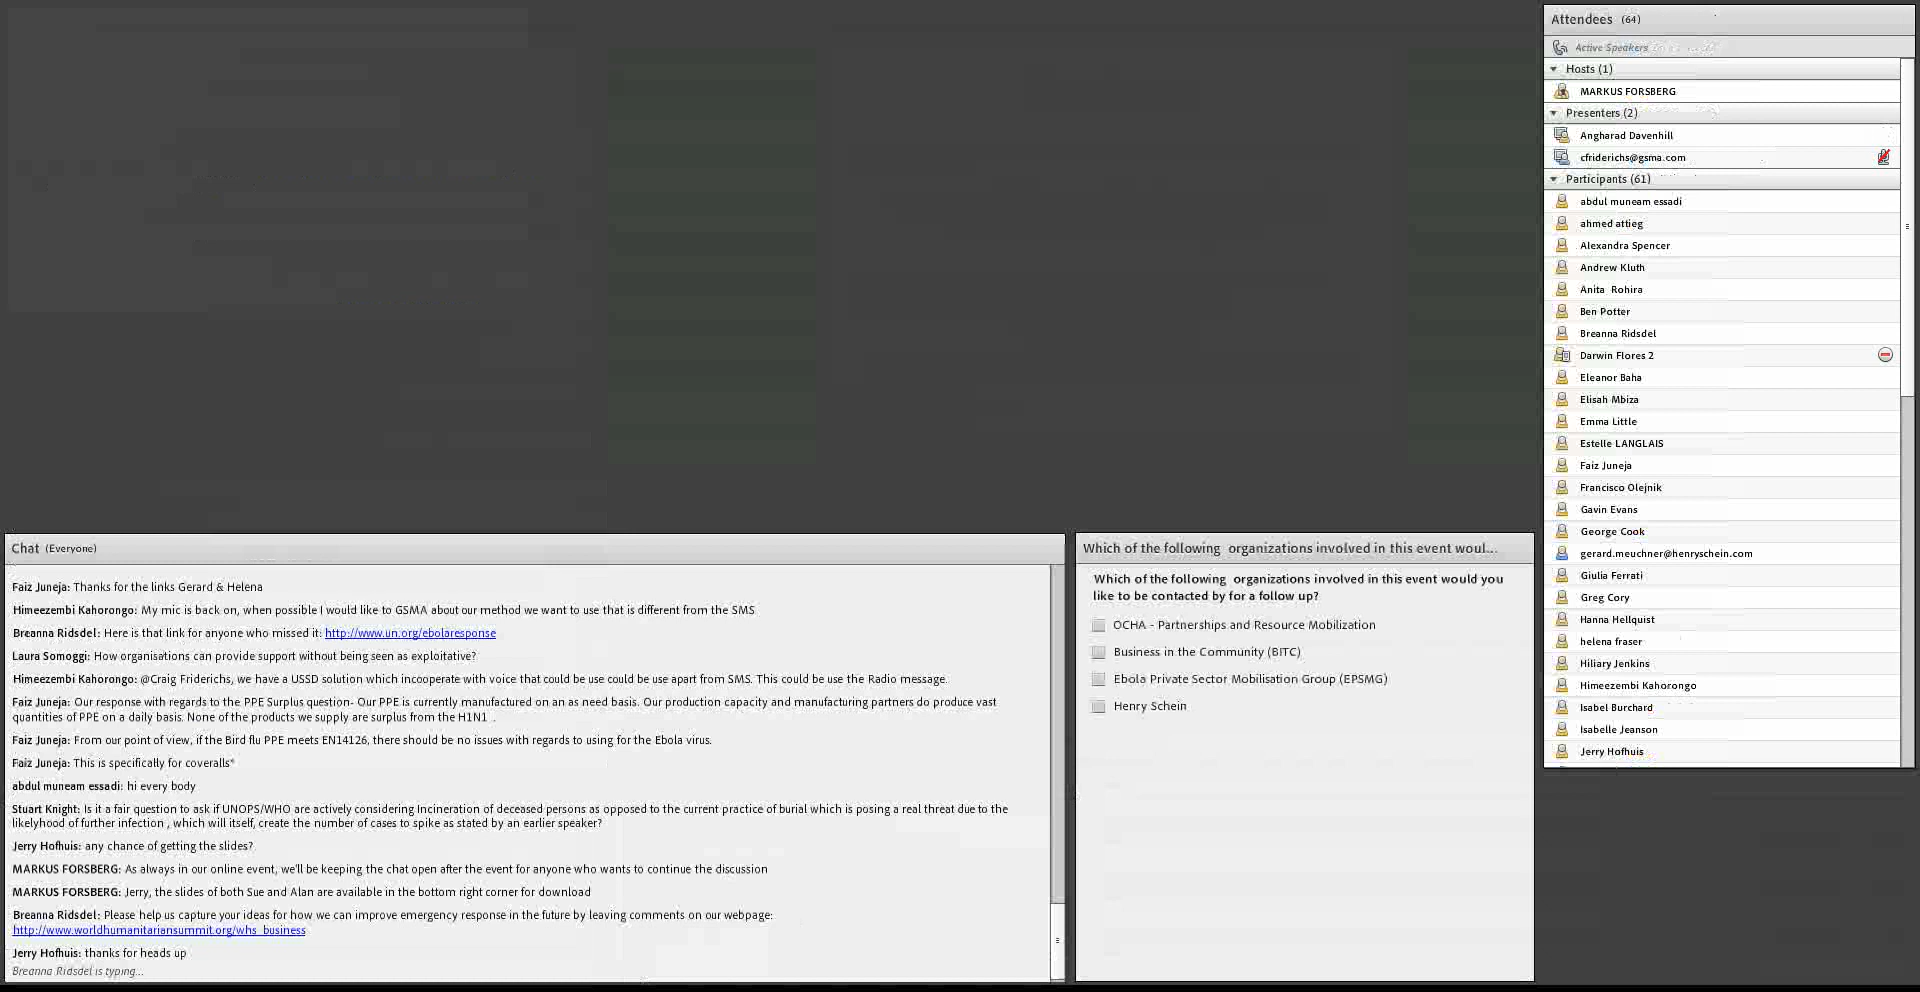 Attendees (64)
Active Speakers
Hosts (1)
MARKUS FORSBERG
Presenters (2)
Angharad Davenhill
cfriderichs@gsma.com
Participants (61)
abdul muneam essadi
ahmed attieg
Alexandra Spencer
Andrew Kluth
Anita Rohira
Ben Potter
Breanna Ridsdel
Darwin Flores 2
Eleanor Baha
Elisah Mbiza
Emma Little
Estelle LANGLAIS
Faiz Juneja
Francisco Olejnik
Gavin Evans
George Cook
gerard.meuchner@henryschein.com
Giulia Ferrati
Greg Cory
Hanna Hellquist
helena fraser
Hiliary Jenkins
Himeezembi Kahorongo
Isabel Burchard
Isabelle Jeanson
Jerry Hofhuis
Chat (Everyone)
Faiz Juneja: Thanks for the links Gerard & Helena
Himeezembi Kahorongo: My mic is back on, when possible I would like to GSMA about our method we want to use that is different from the SMS
Breanna Ridsdel: Here is that link for anyone who missed it: http://www.un.org/ebolaresponse
Laura Somoggi: How organisations can provide support without being seen as exploitative?
Himeezembi Kahorongo: @Craig Friderichs, we have a USSD solution which incooperate with voice that could be use could be use apart from SMS. This could be use the Radio message.
Faiz Juneja: Our response with regards to the PPE Surplus question- Our PPE is currently manufactured on an as need basis. Our production capacity and manufacturing partners do produce vast
quantities of PPE on a daily basis. None of the products we supply are surplus from the H1N1 .
Faiz Juneja: From our point of view, if the Bird flu PPE meets EN14126, there should be no issues with regards to using for the Ebola virus.
Faiz Juneja: This is specifically for coveralls*
abdul muneam essadi: hi every body
Stuart Knight: Is it a fair question to ask if UNOPS/WHO are actively considering Incineration of deceased persons as opposed to the current practice of burial which is posing a real threat due to the
likelyhood of further infection , which will itself, create the number of cases to spike as stated by an earlier speaker?
Jerry Hofhuis: any chance of getting the slides?
MARKUS FORSBERG: As always in our online event, we'll be keeping the chat open after the event for anyone who wants to continue the discussion
MARKUS FORSBERG: Jerry, the slides of both Sue and Alan are available in the bottom right corner for download
Breanna Ridsdel: Please help us capture your ideas for how we can improve emergency response in the future by leaving comments on our webpage:
http://www.worldhumanitariansummit.org/whs_business
Jerry Hofhuis: thanks for heads up
Breanna Ridsdel is typing...
Which of the following organizations involved in this event woul...
Which of the following organizations involved in this event would you
like to be contacted by for a follow up?
OCHA - Partnerships and Resource Mobilization
Business in the Community (BITC)
Ebola Private Sector Mobilisation Group (EPSMG)
Henry Schein